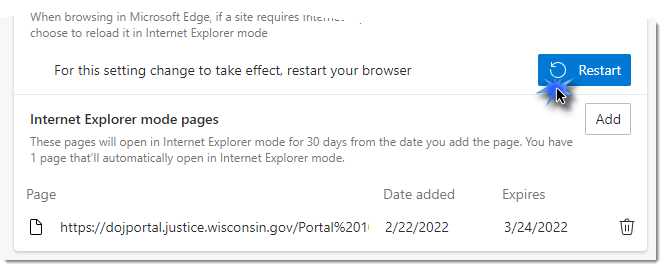 When browsing in Microsoft Edge, if a site requires Internet
choose to reload it in Internet Explorer mode
For this setting change to take effect, restart your browser
Restart
Internet Explorer mode pages
Add
These pages will open in Internet Explorer mode for 30 days from the date you add the page. You have
1 page that'll automatically open in Internet Explorer mode.
Page Date added Expires
https://dojportal.justice.wisconsin.gov/Portal%201 2/22/2022 3/24/2022